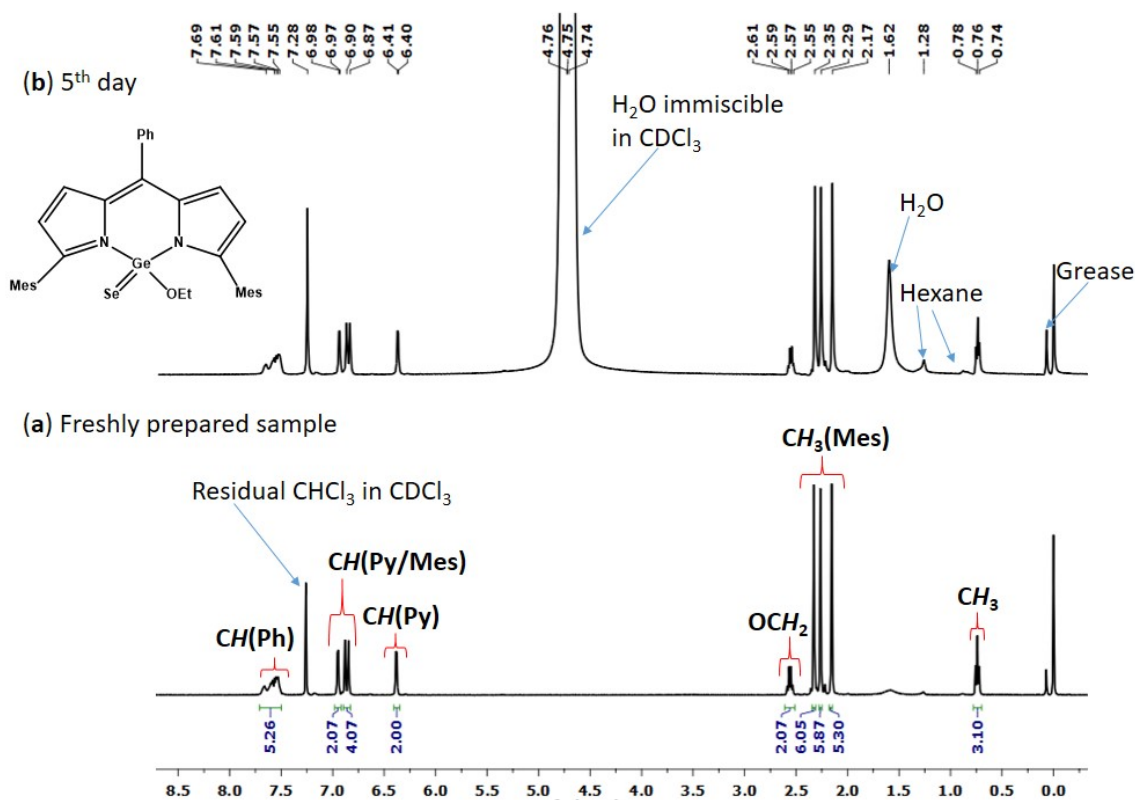 7.69 7.61 7.59 7.57 7.55 7.28 6.98 6.97 6.90 6.87 6.41 6.40 4.76 4.75 4.74 2.61 2.59 2.57 2.55 2.35 2.29 2.17 1.62 1.28 0.78 0.76 0.74
(b) 5th day
H2O immiscible
in CDCl3
Ph
N
N
Ge
Se
OEt
Mes
Mes
H2O
Hexane
Grease
(a) Freshly prepared sample
Residual CHCl3 in CDCl3
CH(Ph)
CH(Py/Mes)
CH(Py)
OCH2
CH3(Mes)
CH3
5.26 2.07 4.07 2.00 2.07 6.05 5.87 5.30 3.10
8.5 8.0 7.5 7.0 6.5 6.0 5.5 5.0 4.5 4.0 3.5 3.0 2.5 2.0 1.5 1.0 0.5 0.0